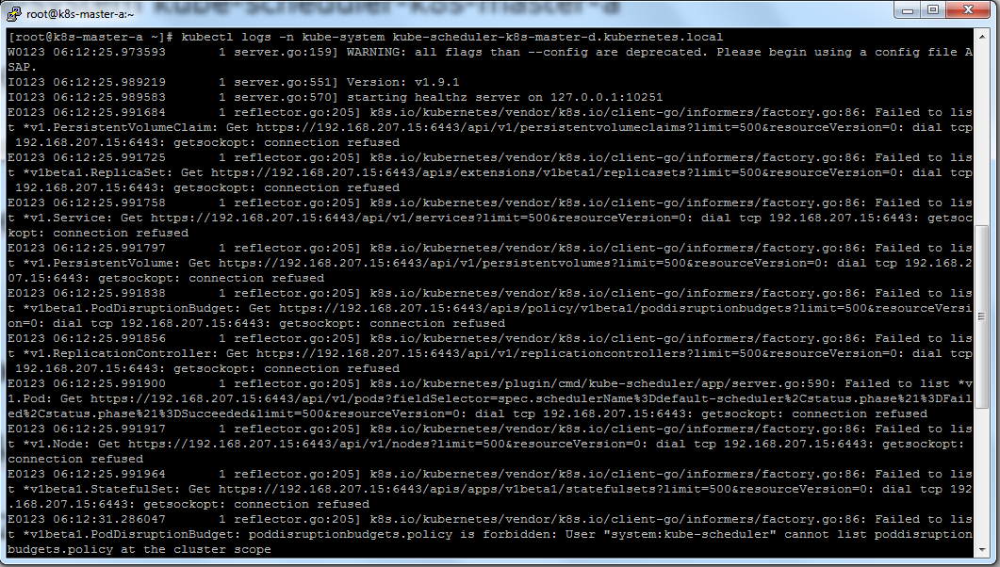 root@k8s-master-a:~
[root@k8s-master-a ~]# kubectl logs -n kube-system kube-scheduler-k8s-master-d.kubernetes.local
W0123 06:12:25.973593       1 server.go:159] WARNING: all flags than --config are deprecated. Please begin using a config file A
SAP.
I0123 06:12:25.989219       1 server.go:551] Version: v1.9.1
I0123 06:12:25.989583       1 server.go:570] starting healthz server on 127.0.0.1:10251
E0123 06:12:25.991684       1 reflector.go:205] k8s.io/kubernetes/vendor/k8s.io/client-go/informers/factory.go:86: Failed to lis
t *v1.PersistentVolumeClaim: Get https://192.168.207.15:6443/api/v1/persistentvolumeclaims?limit=500&resourceVersion=0: dial tcp
 192.168.207.15:6443: getsockopt: connection refused
E0123 06:12:25.991725       1 reflector.go:205] k8s.io/kubernetes/vendor/k8s.io/client-go/informers/factory.go:86: Failed to lis
t *v1beta1.ReplicaSet: Get https://192.168.207.15:6443/apis/extensions/v1beta1/replicasets?limit=500&resourceVersion=0: dial tcp
 192.168.207.15:6443: getsockopt: connection refused
E0123 06:12:25.991758       1 reflector.go:205] k8s.io/kubernetes/vendor/k8s.io/client-go/informers/factory.go:86: Failed to lis
t *v1.Service: Get https://192.168.207.15:6443/api/v1/services?limit=500&resourceVersion=0: dial tcp 192.168.207.15:6443: getsoc
kopt: connection refused
E0123 06:12:25.991797       1 reflector.go:205] k8s.io/kubernetes/vendor/k8s.io/client-go/informers/factory.go:86: Failed to lis
t *v1.PersistentVolume: Get https://192.168.207.15:6443/api/v1/persistentvolumes?limit=500&resourceVersion=0: dial tcp 192.168.2
07.15:6443: getsockopt: connection refused
E0123 06:12:25.991838       1 reflector.go:205] k8s.io/kubernetes/vendor/k8s.io/client-go/informers/factory.go:86: Failed to lis
t *v1beta1.PodDisruptionBudget: Get https://192.168.207.15:6443/apis/policy/v1beta1/poddisruptionbudgets?limit=500&resourceVersi
on=0: dial tcp 192.168.207.15:6443: getsockopt: connection refused
E0123 06:12:25.991856       1 reflector.go:205] k8s.io/kubernetes/vendor/k8s.io/client-go/informers/factory.go:86: Failed to lis
t *v1.ReplicationController: Get https://192.168.207.15:6443/api/v1/replicationcontrollers?limit=500&resourceVersion=0: dial tcp
 192.168.207.15:6443: getsockopt: connection refused
E0123 06:12:25.991900       1 reflector.go:205] k8s.io/kubernetes/plugin/cmd/kube-scheduler/app/server.go:590: Failed to list *v
1.Pod: Get https://192.168.207.15:6443/api/v1/pods?fieldSelector=spec.schedulerName%3Ddefault-scheduler%2Cstatus.phase%21%3DFail
ed%2Cstatus.phase%21%3DSucceeded&limit=500&resourceVersion=0: dial tcp 192.168.207.15:6443: getsockopt: connection refused
E0123 06:12:25.991917       1 reflector.go:205] k8s.io/kubernetes/vendor/k8s.io/client-go/informers/factory.go:86: Failed to lis
t *v1.Node: Get https://192.168.207.15:6443/api/v1/nodes?limit=500&resourceVersion=0: dial tcp 192.168.207.15:6443: getsockopt:
connection refused
E0123 06:12:25.991964       1 reflector.go:205] k8s.io/kubernetes/vendor/k8s.io/client-go/informers/factory.go:86: Failed to lis
t *v1beta1.StatefulSet: Get https://192.168.207.15:6443/apis/apps/v1beta1/statefulsets?limit=500&resourceVersion=0: dial tcp 192
.168.207.15:6443: getsockopt: connection refused
E0123 06:12:31.286047       1 reflector.go:205] k8s.io/kubernetes/vendor/k8s.io/client-go/informers/factory.go:86: Failed to lis
t *v1beta1.PodDisruptionBudget: poddisruptionbudgets.policy is forbidden: User "system:kube-scheduler" cannot list poddisruption
budgets.policy at the cluster scope